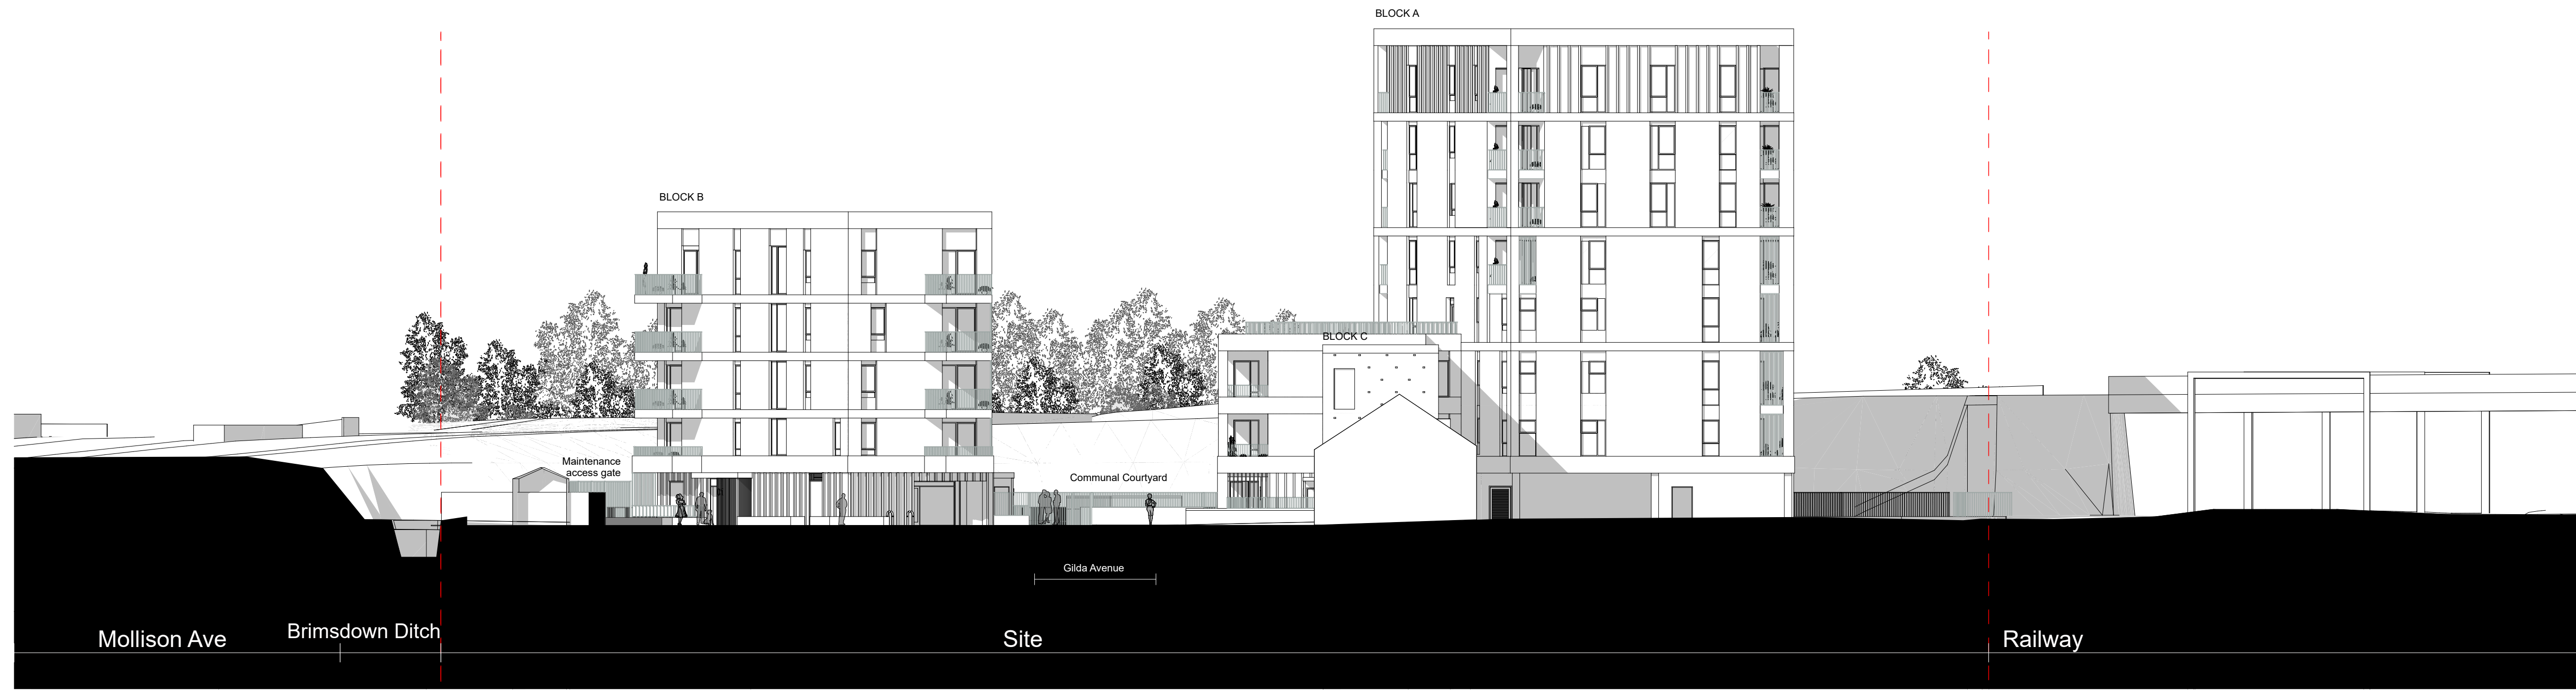 BLOCK A
BLOCK B
BLOCK C
Maintenance
access gate
Communal Courtyard
Gilda Avenue
Mollison Ave
Brimsdown Ditch
Site
Railway